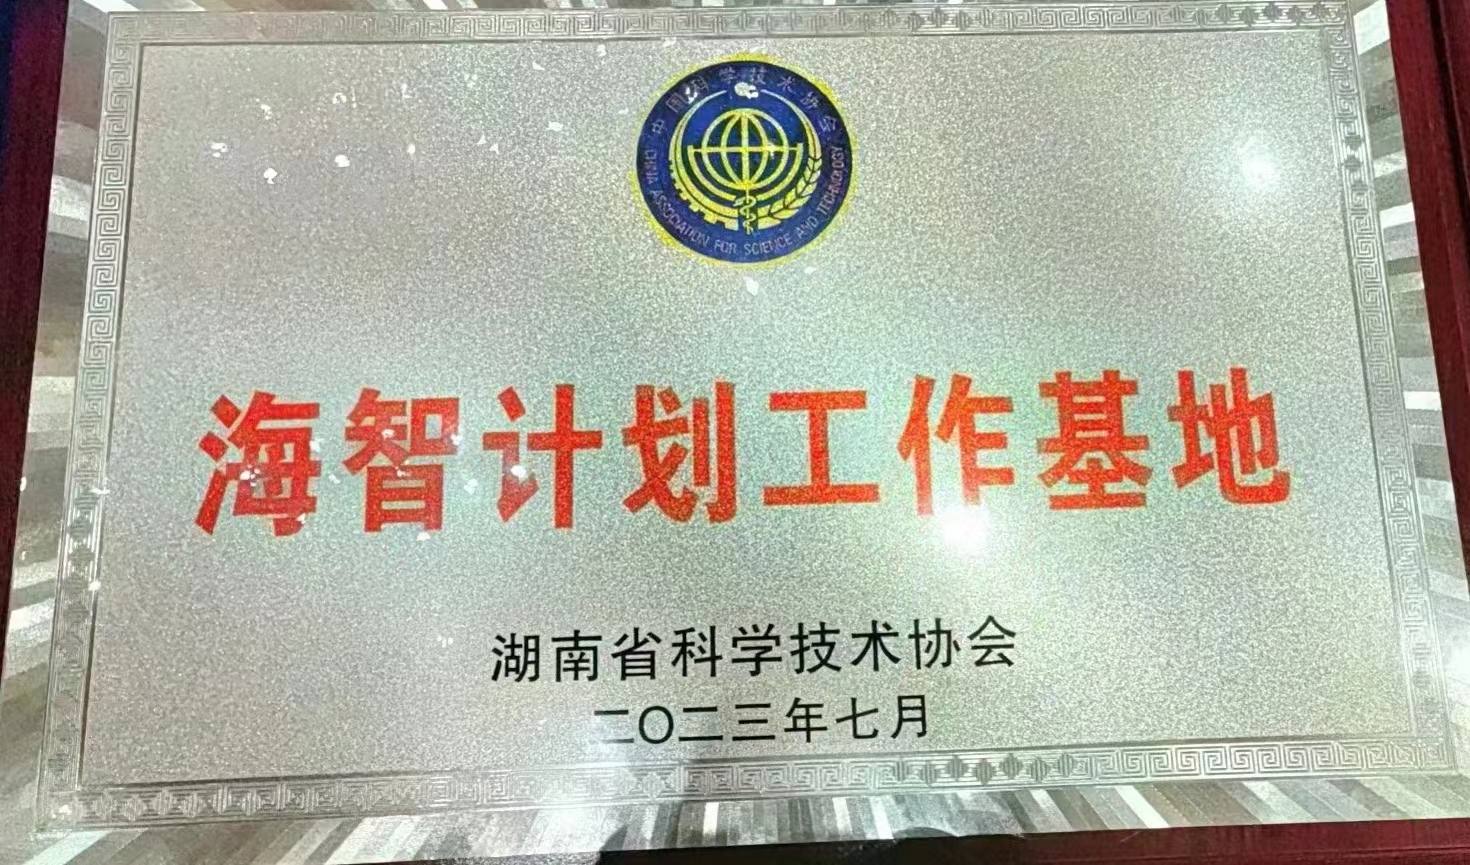 中国科学技术协会
CHINA ASSOCIATION FOR SCIENCE AND TECHNOLOGY
海智计划工作基地
湖南省科学技术协会
二〇二三年七月